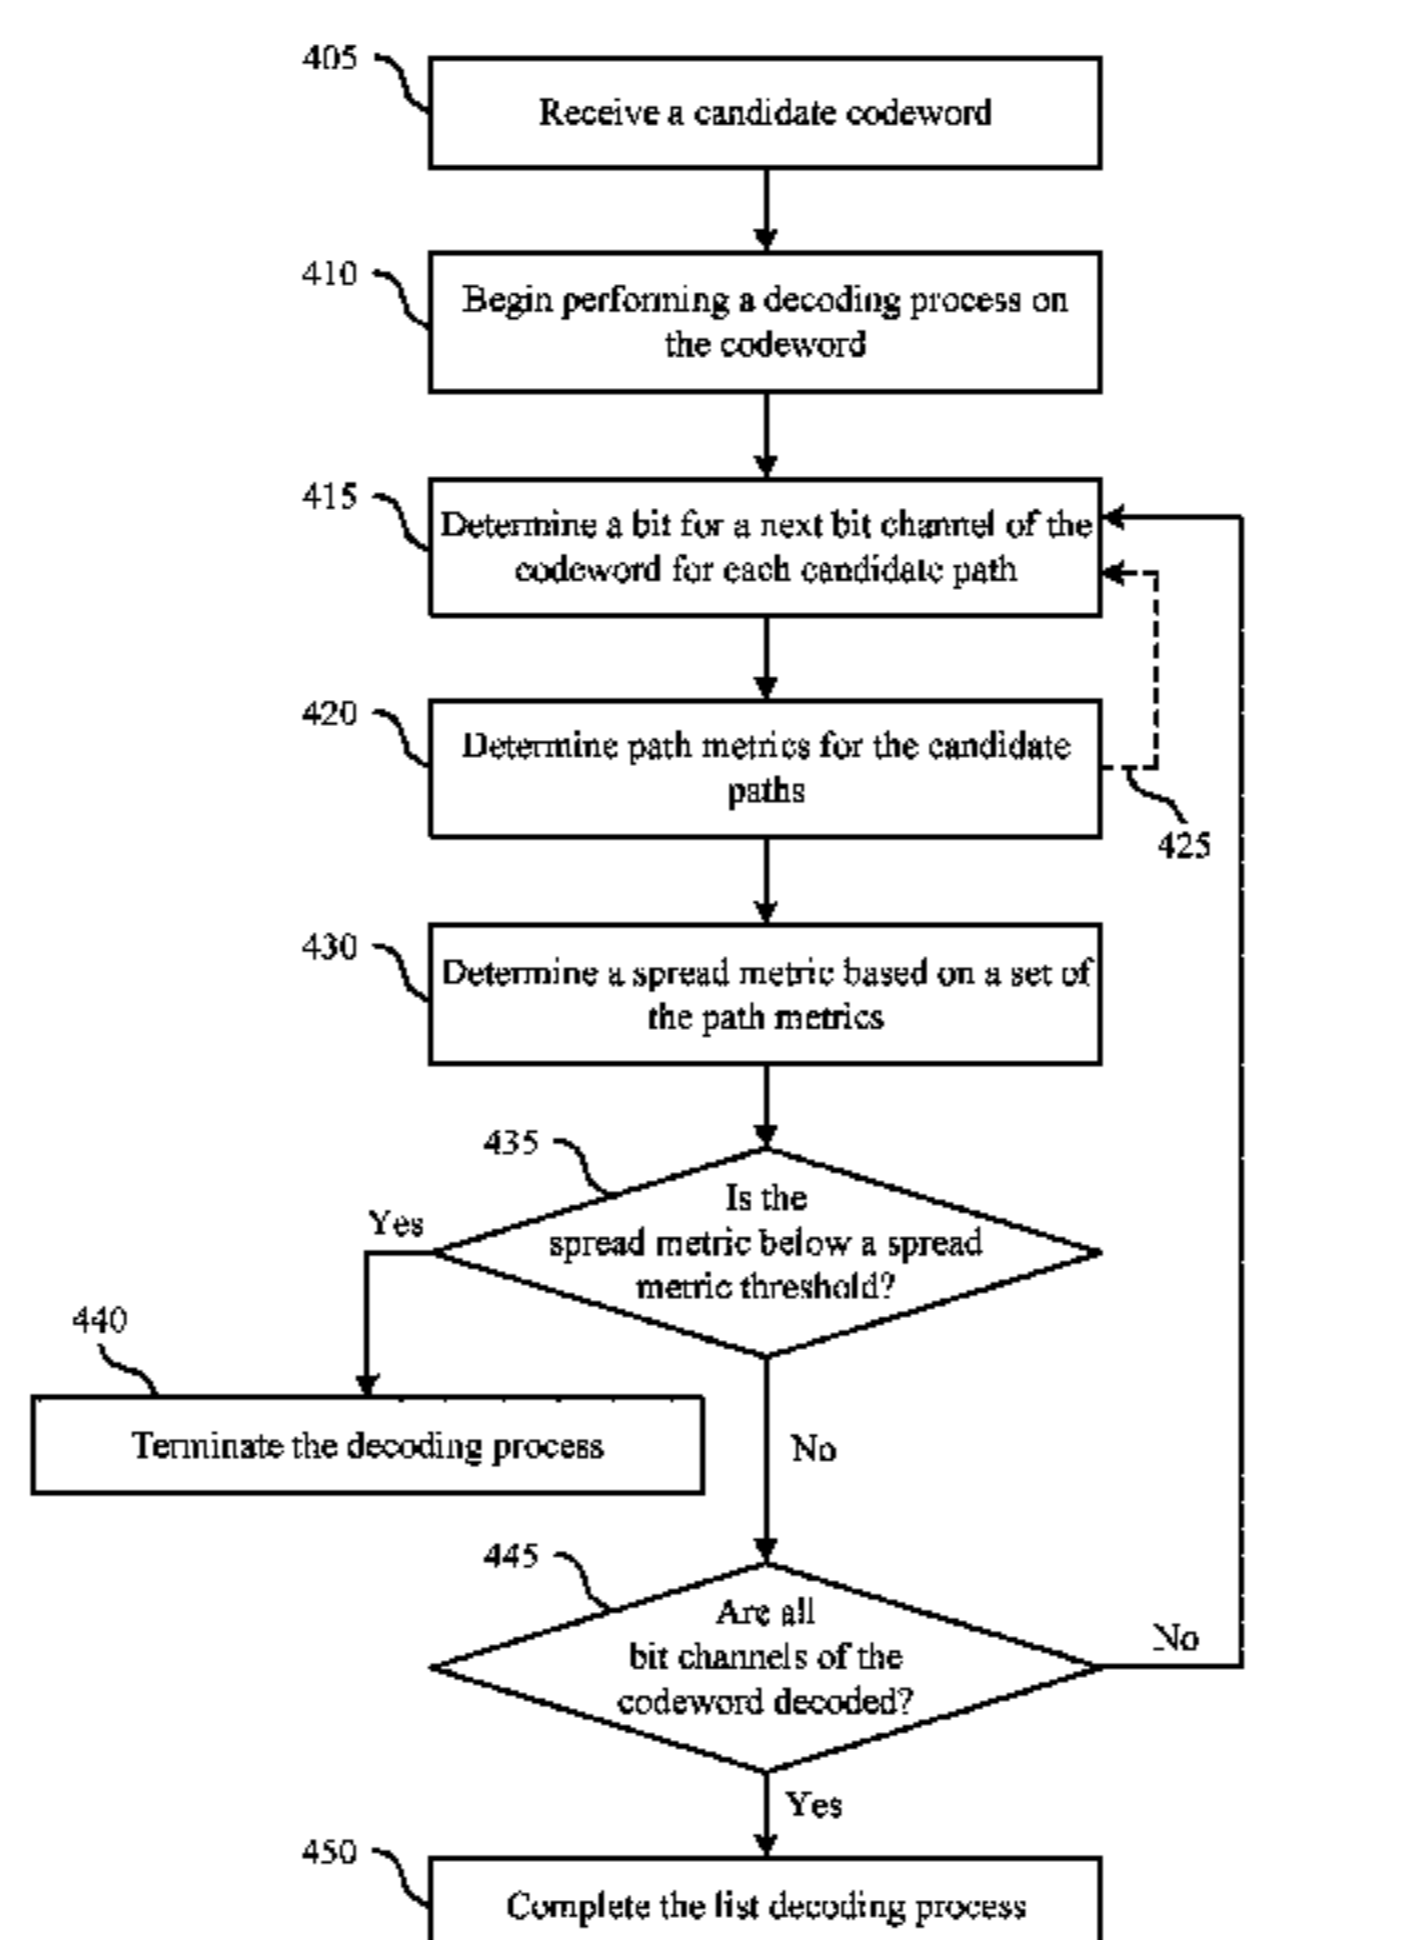 405
Receive a candidate codeword
410
Begin performing a decoding process on
the codeword
415
Determine a bit for a next bit channel of the
codeword for each candidate path
420
Determine path metrics for the candidate
paths
425
430
Determine a spread metric based on a set of
the path metrics
435
Is the
spread metric below a spread
metric threshold?
Yes
440
Terminate the decoding process
No
445
Are all
bit channels of the
codeword decoded?
No
Yes
450
Complete the list decoding process